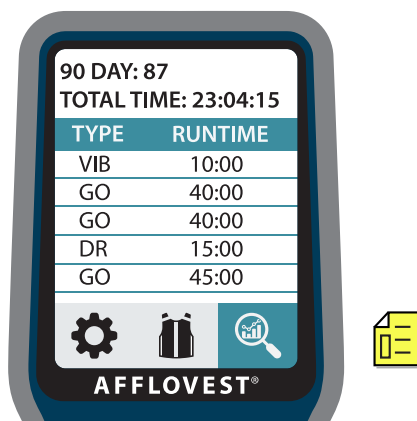 90 DAY: 87
TOTAL TIME: 23:04:15
TYPE RUNTIME
VIB 10:00
GO 40:00
GO 40:00
DR 15:00
GO 45:00
AFFLOVEST®